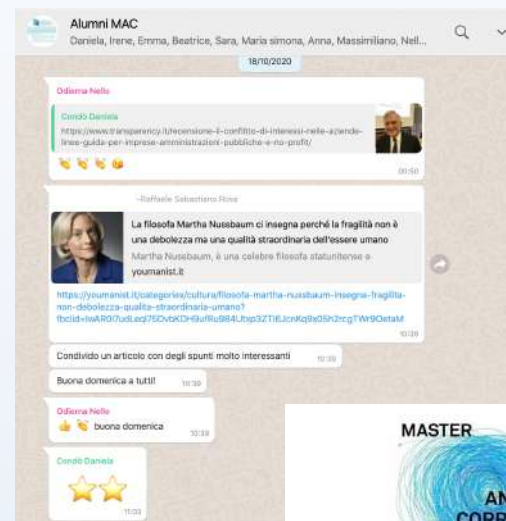 Alumni MAC
Daniela, Irene, Emma, Beatrice, Sara, Maria simona, Anna, Massimiliano, Nell...
18/10/2020
Odierna Nello
Condò Daniela
https://www.transparency.it/recensione-il-conflitto-di-interessi-nelle-aziende-
linee-guida-per-imprese-amministrazioni-pubbliche-e-no-profit/
👏 👏 👏 😘
00:50
~Raffaele Sebastiano Rosa
La filosofa Martha Nussbaum ci insegna perché la fragilità non è
una debolezza ma una qualità straordinaria dell'essere umano
Martha Nussbaum, è una celebre filosofa statunitense e
youmanist.it
https://youmanist.it/categories/cultura/filosofa-martha-nussbaum-insegna-fragilita-
non-debolezza-qualita-straordinaria-umano?
10:39
Condivido un articolo con degli spunti molto interessanti 10:39
Buona domenica a tutti! 10:39
Odierna Nello
👍 👏 buona domenica
10:39
Condò Daniela
⭐⭐
11:03
MASTER
AN
CORR